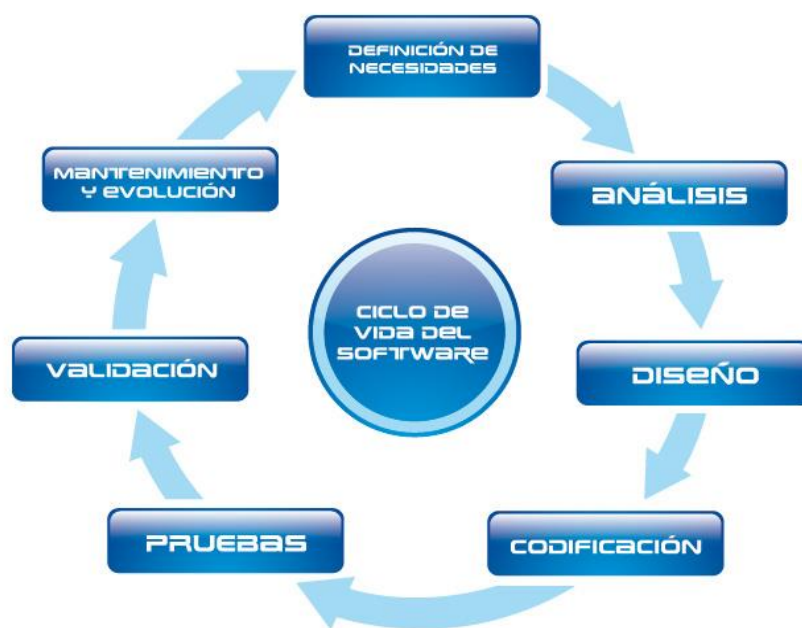 DEFINICIÓN DE
NECESIDADES
ANÁLISIS
DISEÑO
CODIFICACIÓN
PRUEBAS
VALIDACIÓN
MANTENIMIENTO
Y EVOLUCIÓN
CICLO DE
VIDA DEL
SOFTWARE